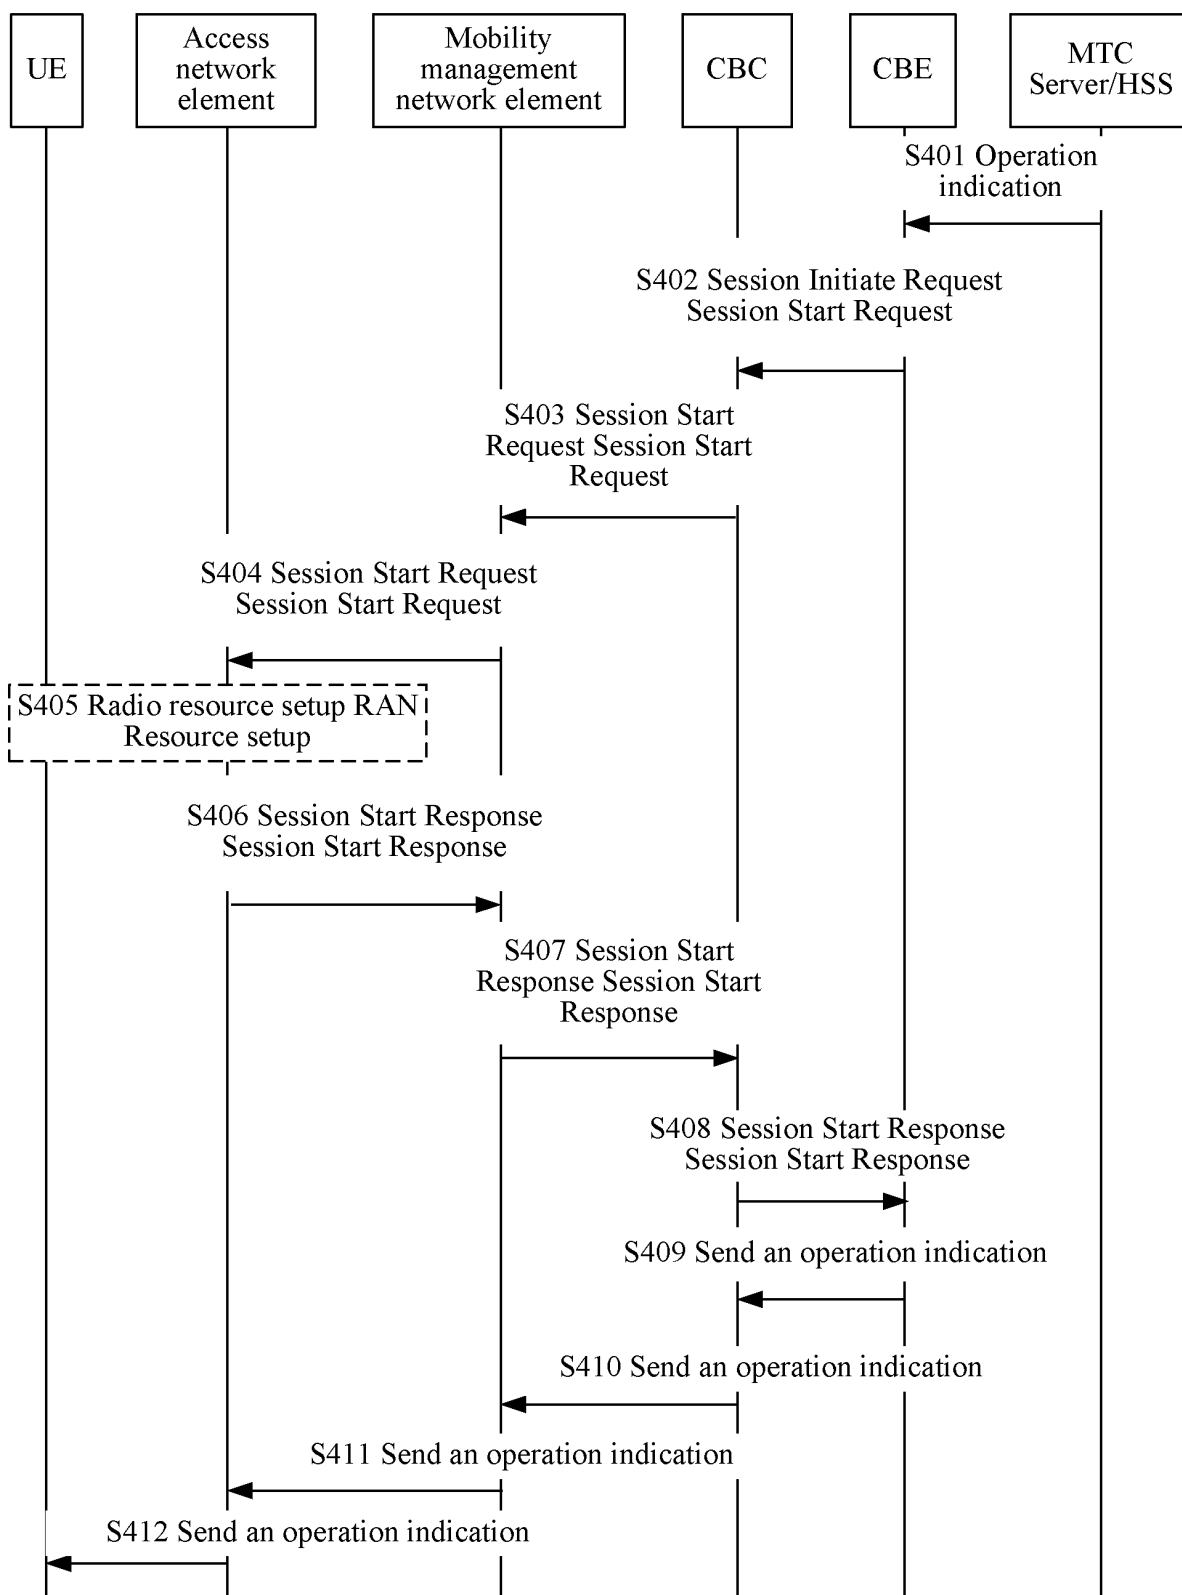 UE
Access
network
element
Mobility
management
network element
CBC
CBE
MTC
Server/HSS
S401 Operation
indication
S402 Session Initiate Request
Session Start Request
S403 Session Start
Request Session Start
Request
S404 Session Start Request
Session Start Request
S405 Radio resource setup RAN
Resource setup
S406 Session Start Response
Session Start Response
S407 Session Start
Response Session Start
Response
S408 Session Start Response
Session Start Response
S409 Send an operation indication
S410 Send an operation indication
S411 Send an operation indication
S412 Send an operation indication